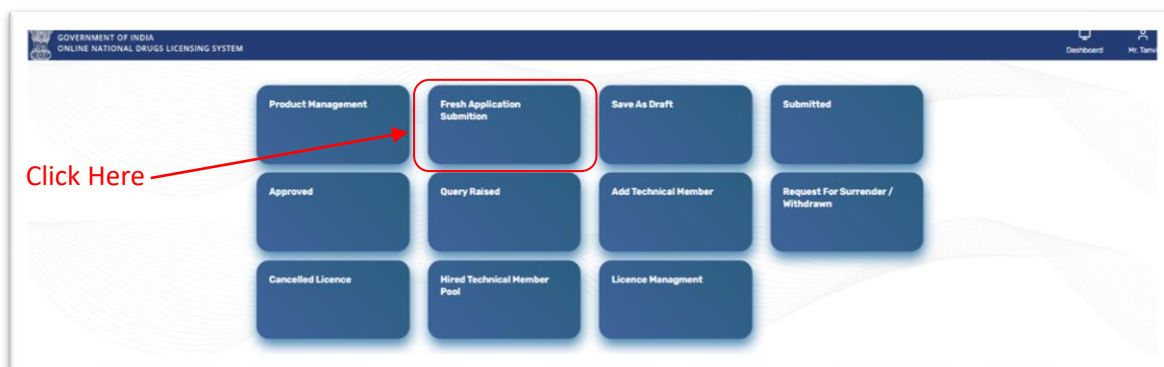 GOVERNMENT OF INDIA
ONLINE NATIONAL DRUGS LICENSING SYSTEM
Dashboard
Mr. Tanvi
Product Management
Fresh Application
Submition
Save As Draft
Submitted
Click Here
Approved
Query Raised
Add Technical Member
Request For Surrender /
Withdrawn
Cancelled Licence
Hired Technical Member
Pool
Licence Managment